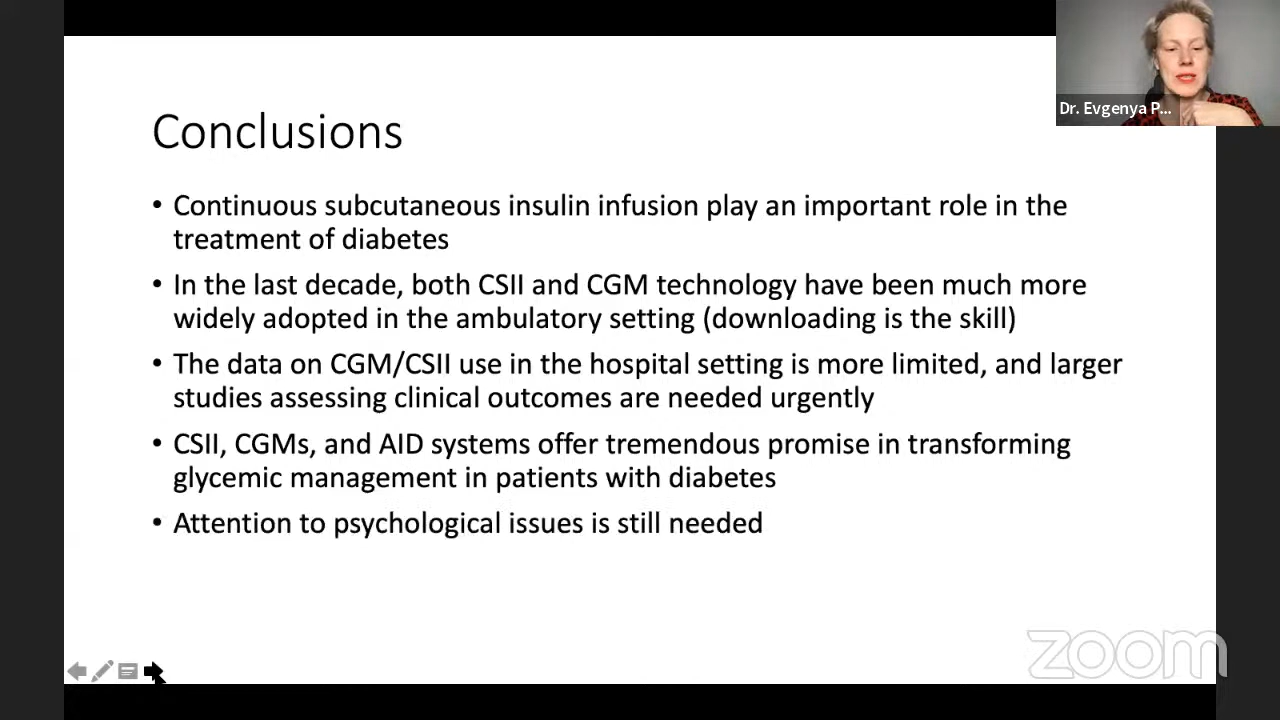 Dr. Evgenya P...
Conclusions
• Continuous subcutaneous insulin infusion play an important role in the
treatment of diabetes
• In the last decade, both CSII and CGM technology have been much more
widely adopted in the ambulatory setting (downloading is the skill)
• The data on CGM/CSII use in the hospital setting is more limited, and larger
studies assessing clinical outcomes are needed urgently
• CSII, CGMs, and AID systems offer tremendous promise in transforming
glycemic management in patients with diabetes
• Attention to psychological issues is still needed
zoom